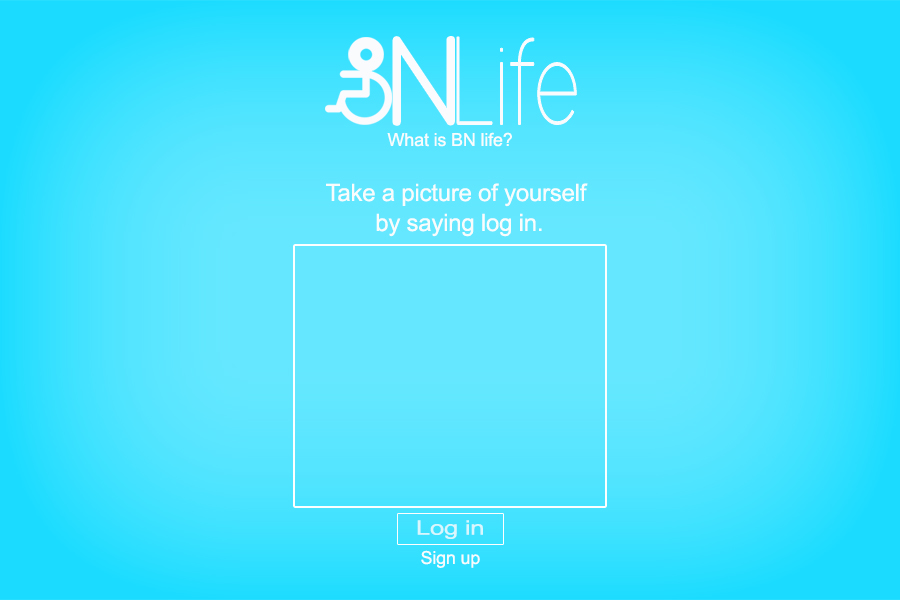 BNLife
What is BN life?
Take a picture of yourself
by saying log in.
Log in
Sign up